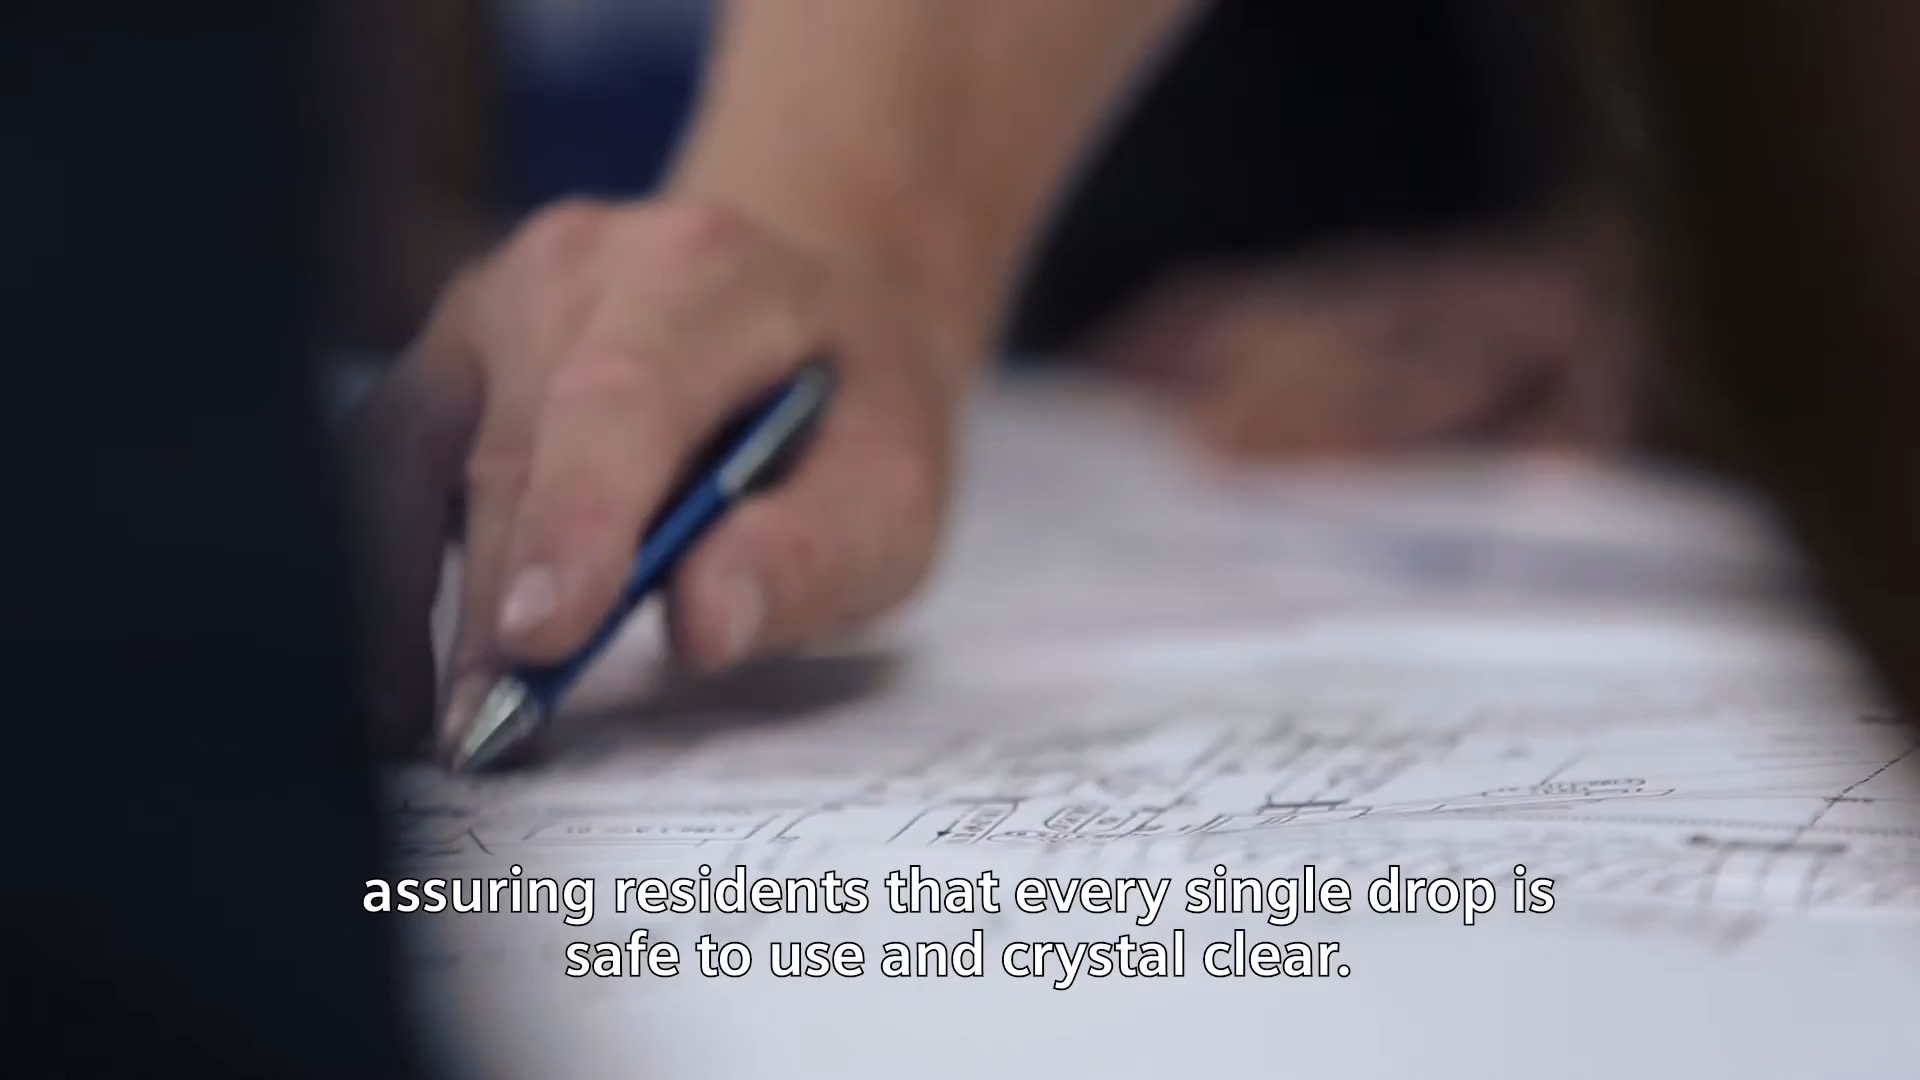 assuring residents that every single drop is
safe to use and crystal clear.